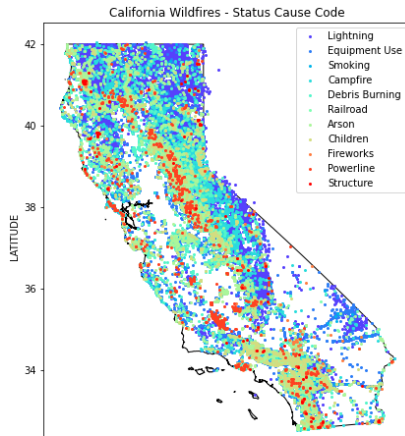 California Wildfires - Status Cause Code
Lightning
Equipment Use
Smoking
Campfire
Debris Burning
Railroad
Arson
Children
Fireworks
Powerline
Structure
42
40
38
36
34
LATITUDE